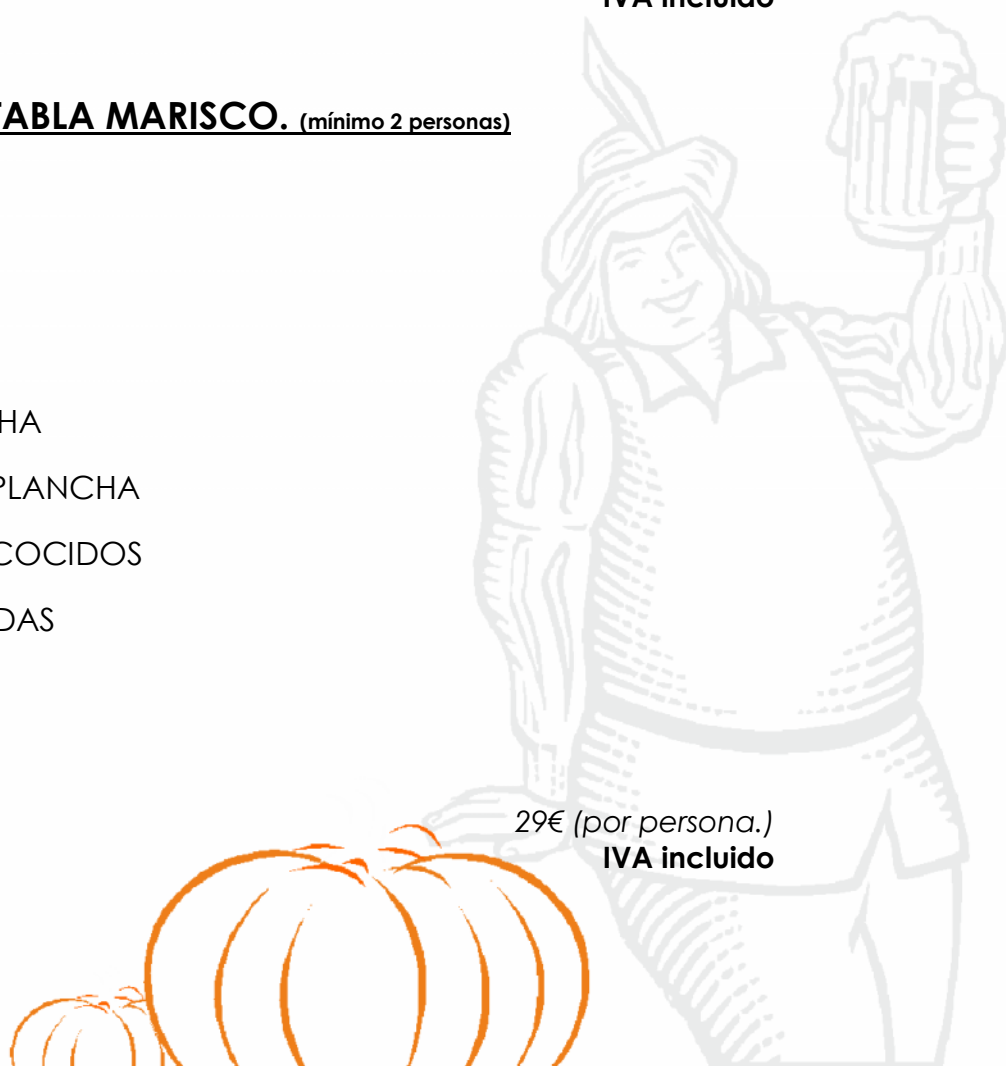 IVA incluido
TABLA MARISCO. (mínimo 2 personas)
HA
PLANCHA
COCIDOS
DAS
29€ (por persona.)
IVA incluido